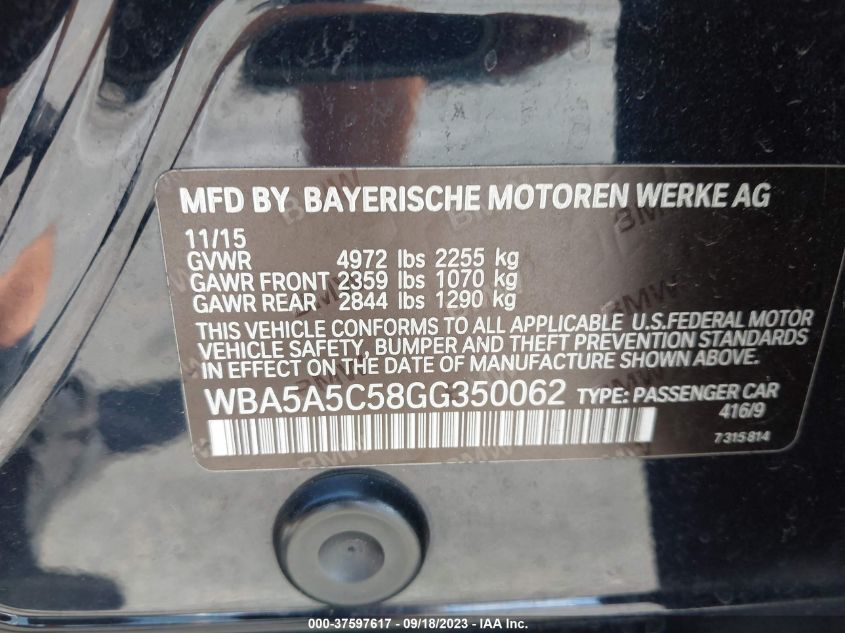 MFD BY BAYERISCHE MOTOREN WERKE AG
11/15
GVWR 4972 lbs 2255 kg
GAWR FRONT 2359 lbs 1070 kg
GAWR REAR 2844 lbs 1290 kg
THIS VEHICLE CONFORMS TO ALL APPLICABLE U.S.FEDERAL MOTOR
VEHICLE SAFETY, BUMPER AND THEFT PREVENTION STANDARDS
IN EFFECT ON THE DATE OF MANUFACTURE SHOWN ABOVE.
WBA5A5C58GG350062 TYPE: PASSENGER CAR
416/9
7315814
000-37597617 - 09/18/2023 - IAA Inc.